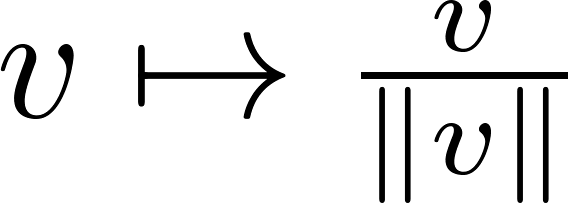 v ↦ v / ‖v‖